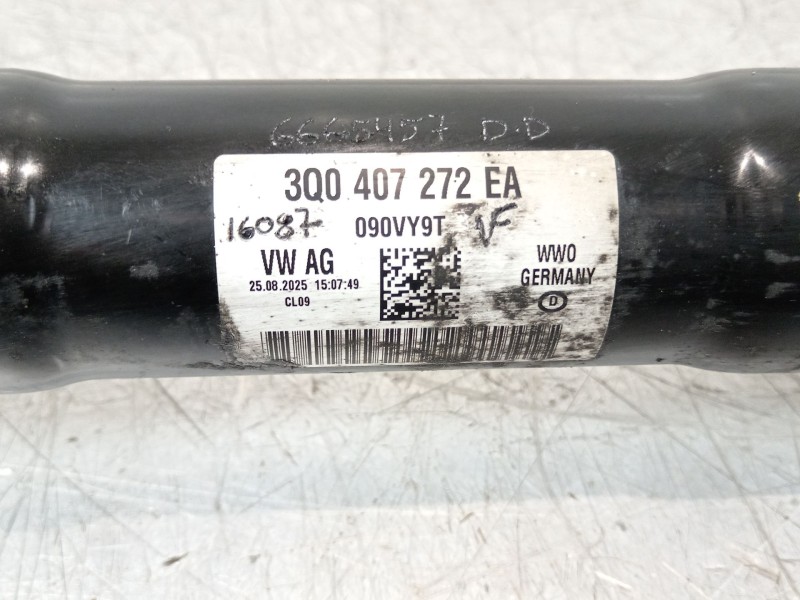 6660457 D.D
3Q0 407 272 EA
16087 090VY9T VF
VW AG
25.08.2025 15:07:49
CL09
WWO
GERMANY
D